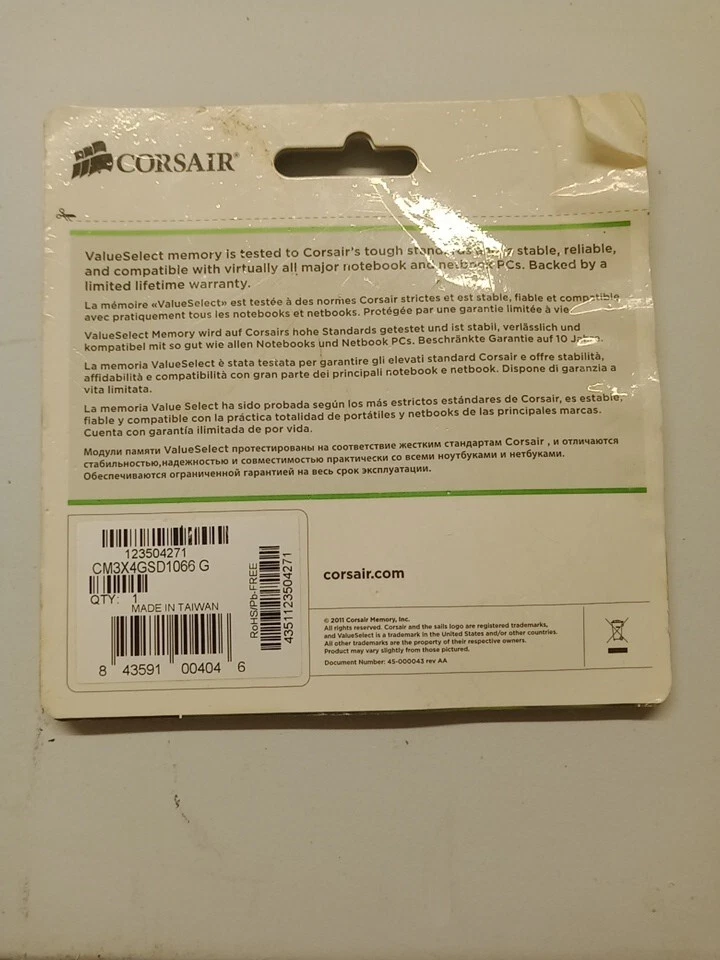 CORSAIR®
ValueSelect memory is tested to Corsair's tough stable, reliable,
and compatible with virtually all major notebook and netbook PCs. Backed by a
limited lifetime warranty.
La mémoire «ValueSelect» est testée à des normes Corsair strictes et est stable, fiable et compatible
avec pratiquement tous les notebooks et netbooks. Protégée par une garantie limitée à vie
ValueSelect Memory wird auf Corsairs hohe Standards getestet und ist stabil, verlässlich und
kompatibel mit so gut wie allen Notebooks und Netbook PCs. Beschränkte Garantie auf 10 Jahre.
La memoria ValueSelect è stata testata per garantire gli elevati standard Corsair e offre stabilità,
affidabilità e compatibilità con gran parte dei principali notebook e netbook. Dispone di garanzia a
vita limitata.
La memoria Value Select ha sido probada según los más estrictos estándares de Corsair, es estable,
fiable y compatible con la práctica totalidad de portátiles y netbooks de las principales marcas.
Cuenta con garantía ilimitada de por vida.
Модули памяти ValueSelect протестированы на соответствие жестким стандартам Corsair , и отличаются
стабильностью,надежностью и совместимостью практически со всеми ноутбуками и нетбуками.
Обеспечиваются ограниченной гарантией на весь срок эксплуатации.
123504271
CM3X4GSD1066 G
QTY: 1
MADE IN TAIWAN
8 43591 00404 6
RoHS/Pb-FREE
4351123504271
corsair.com
© 2011 Corsair Memory, Inc.
All rights reserved. Corsair and the sails logo are registered trademarks,
and ValueSelect is a trademark in the United States and/or other countries.
All other trademarks are the property of their respective owners.
Product may vary slightly from those pictured.
Document Number: 45-000043 rev AA